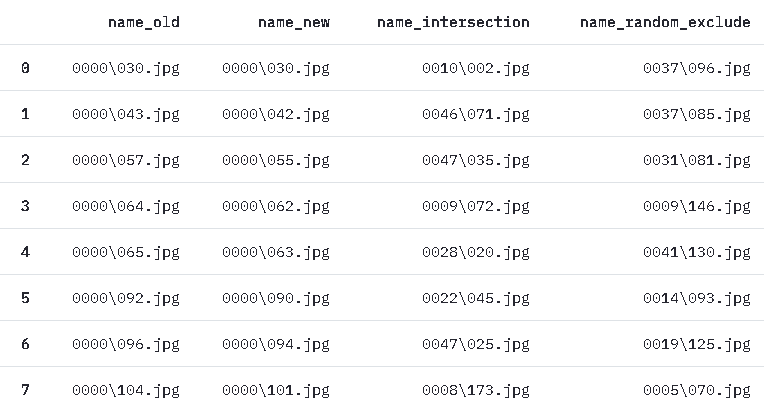 name_old name_new name_intersection name_random_exclude
0 0000\030.jpg 0000\030.jpg 0010\002.jpg 0037\096.jpg
1 0000\043.jpg 0000\042.jpg 0046\071.jpg 0037\085.jpg
2 0000\057.jpg 0000\055.jpg 0047\035.jpg 0031\081.jpg
3 0000\064.jpg 0000\062.jpg 0009\072.jpg 0009\146.jpg
4 0000\065.jpg 0000\063.jpg 0028\020.jpg 0041\130.jpg
5 0000\092.jpg 0000\090.jpg 0022\045.jpg 0014\093.jpg
6 0000\096.jpg 0000\094.jpg 0047\025.jpg 0019\125.jpg
7 0000\104.jpg 0000\101.jpg 0008\173.jpg 0005\070.jpg